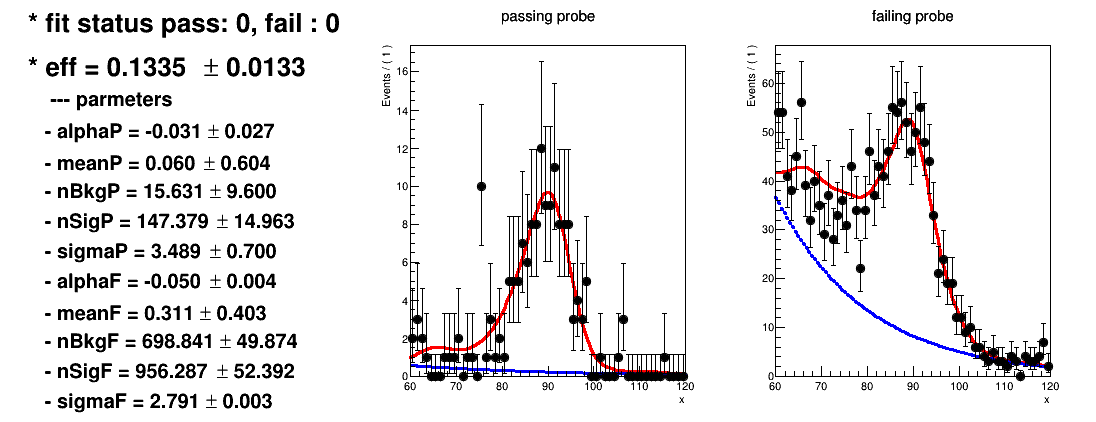 * fit status pass: 0, fail : 0
* eff = 0.1335 ± 0.0133
--- parmeters
- alphaP = -0.031 ± 0.027
- meanP = 0.060 ± 0.604
- nBkgP = 15.631 ± 9.600
- nSigP = 147.379 ± 14.963
- sigmaP = 3.489 ± 0.700
- alphaF = -0.050 ± 0.004
- meanF = 0.311 ± 0.403
- nBkgF = 698.841 ± 49.874
- nSigF = 956.287 ± 52.392
- sigmaF = 2.791 ± 0.003
passing probe
Events / ( 1 )
16
14
12
10
8
6
4
2
0
60 70 80 90 100 110 120
x
failing probe
Events / ( 1 )
60
50
40
30
20
10
0
60 70 80 90 100 110 120
x